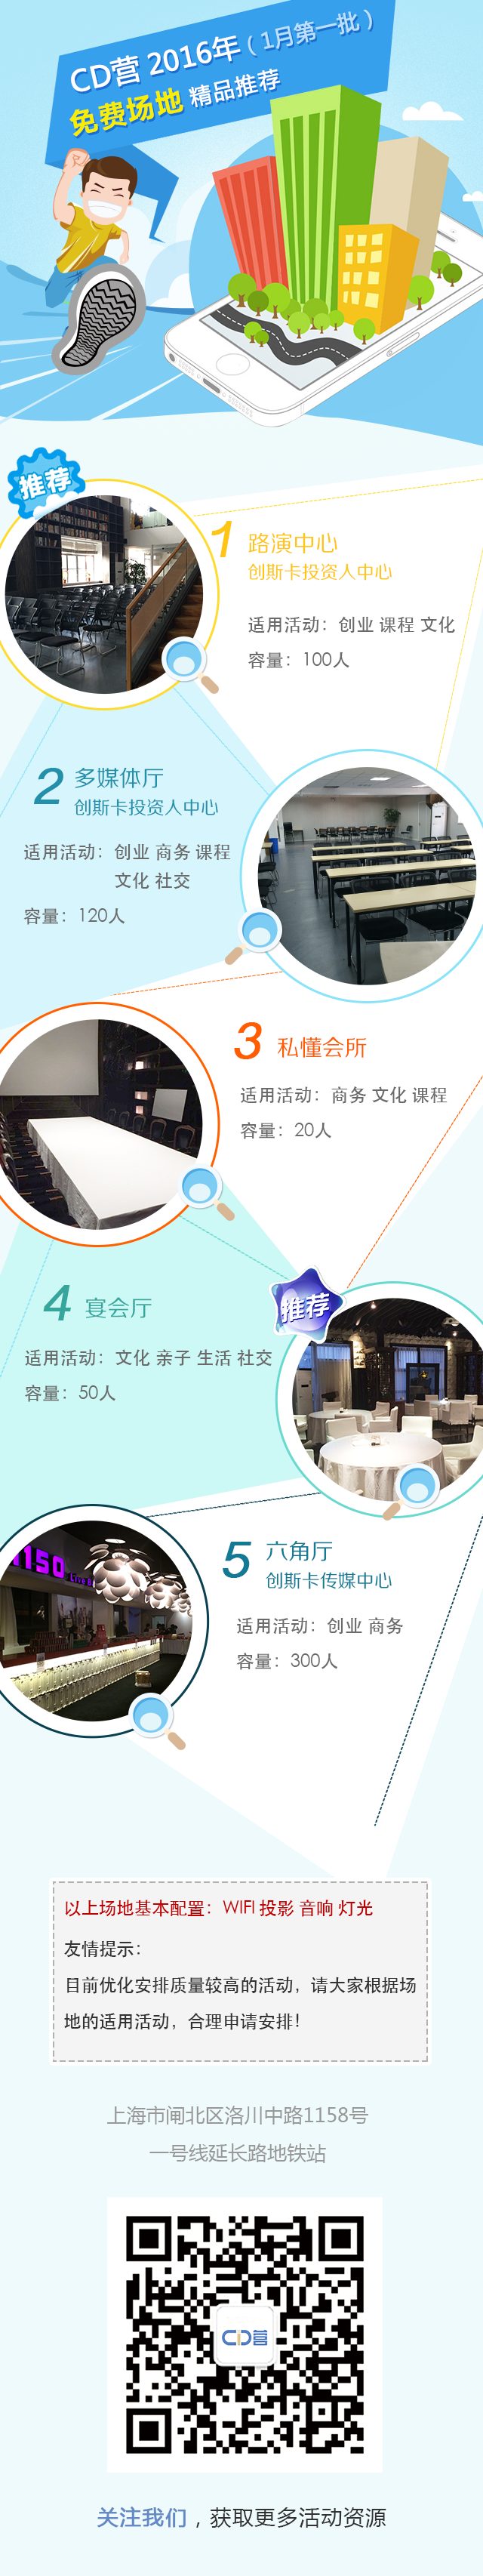 CD营 2016年（1月第一批）
免费场地 精品推荐
推荐
1 路演中心
创斯卡投资人中心
适用活动：创业 课程 文化
容量：100人
2 多媒体厅
创斯卡投资人中心
适用活动：创业 商务 课程
文化 社交
容量：120人
3 私懂会所
适用活动：商务 文化 课程
容量：20人
推荐
4 宴会厅
适用活动：文化 亲子 生活 社交
容量：50人
1150
5 六角厅
创斯卡传媒中心
适用活动：创业 商务
容量：300人
以上场地基本配置：WIFI 投影 音响 灯光
友情提示：
目前优化安排质量较高的活动，请大家根据场
地的适用活动，合理申请安排！
上海市闸北区洛川中路1158号
一号线延长路地铁站
CD营
关注我们，获取更多活动资源